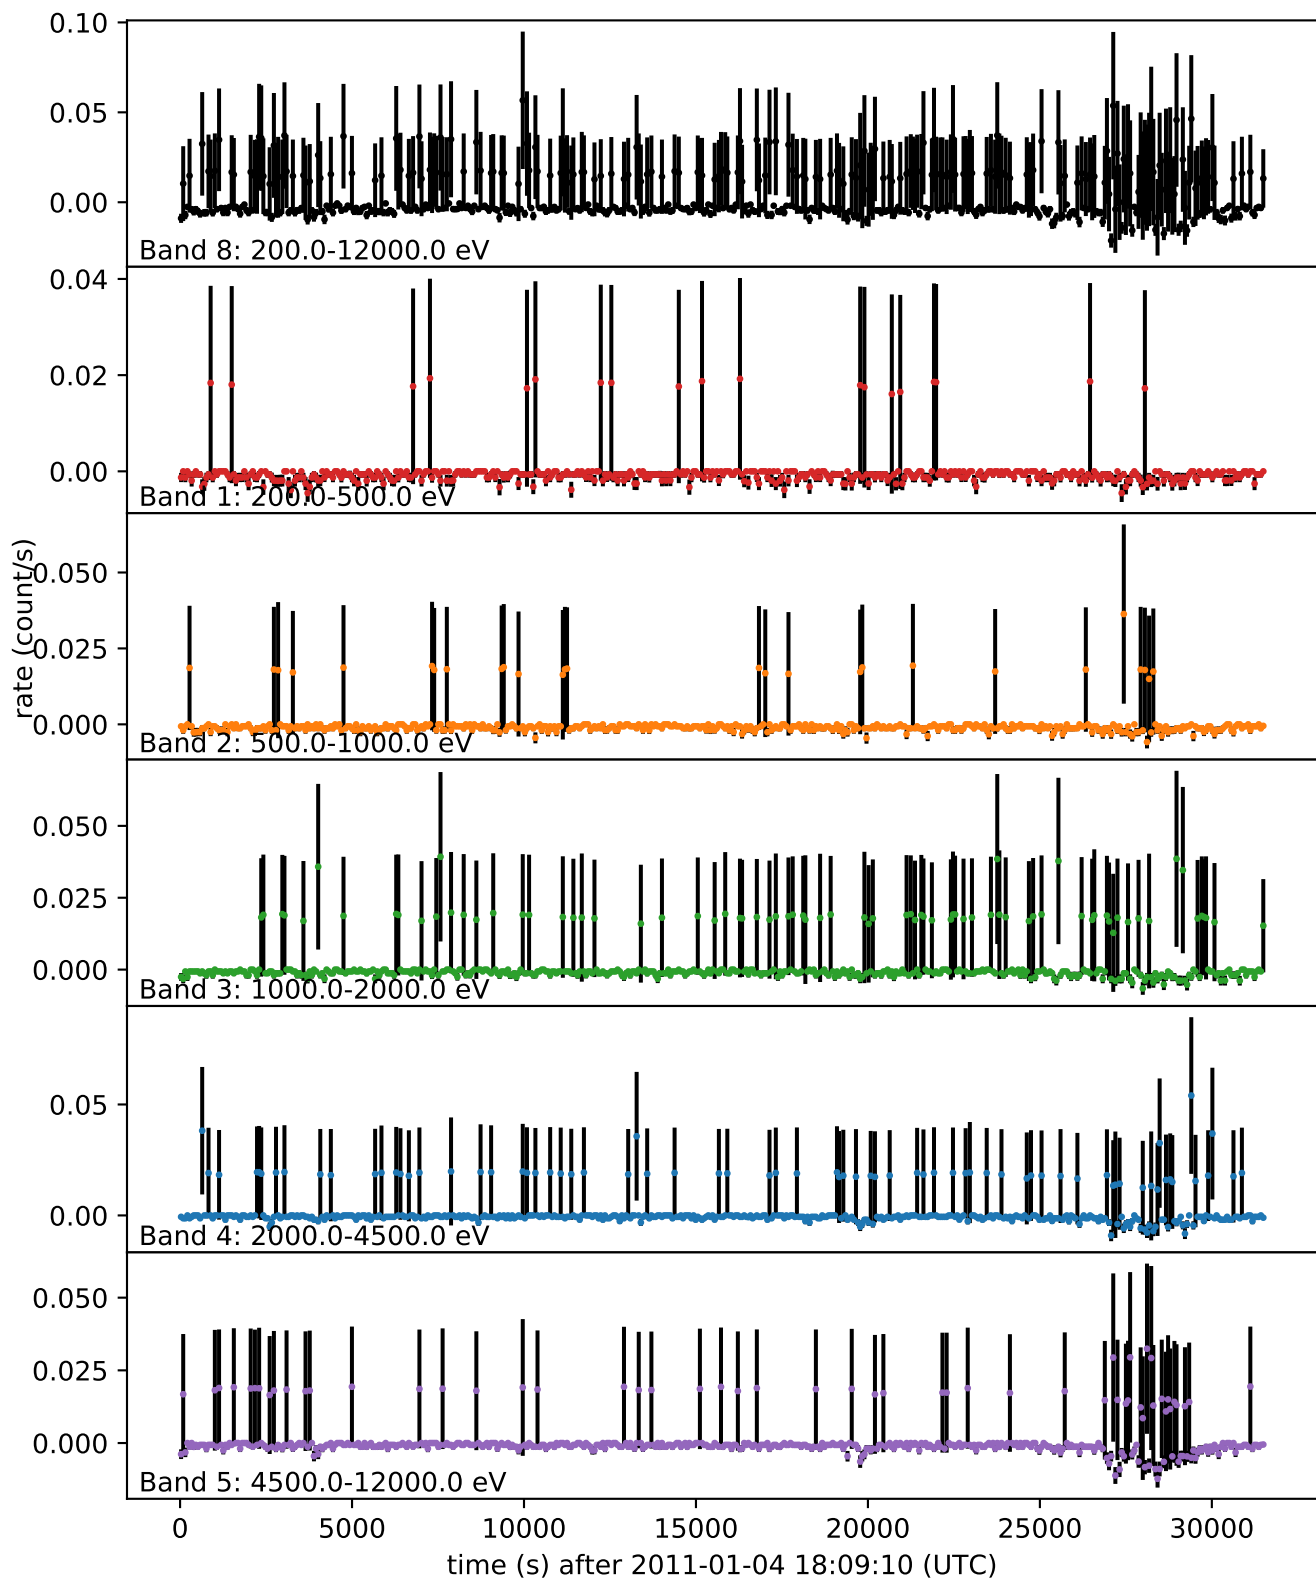 0.10
0.05
0.00
Band 8: 200.0-12000.0 eV
0.04
0.02
0.00
Band 1: 200.0-500.0 eV
rate (count/s)
0.050
0.025
0.000
Band 2: 500.0-1000.0 eV
0.050
0.025
0.000
Band 3: 1000.0-2000.0 eV
0.05
0.00
Band 4: 2000.0-4500.0 eV
0.050
0.025
0.000
Band 5: 4500.0-12000.0 eV
0 5000 10000 15000 20000 25000 30000
time (s) after 2011-01-04 18:09:10 (UTC)